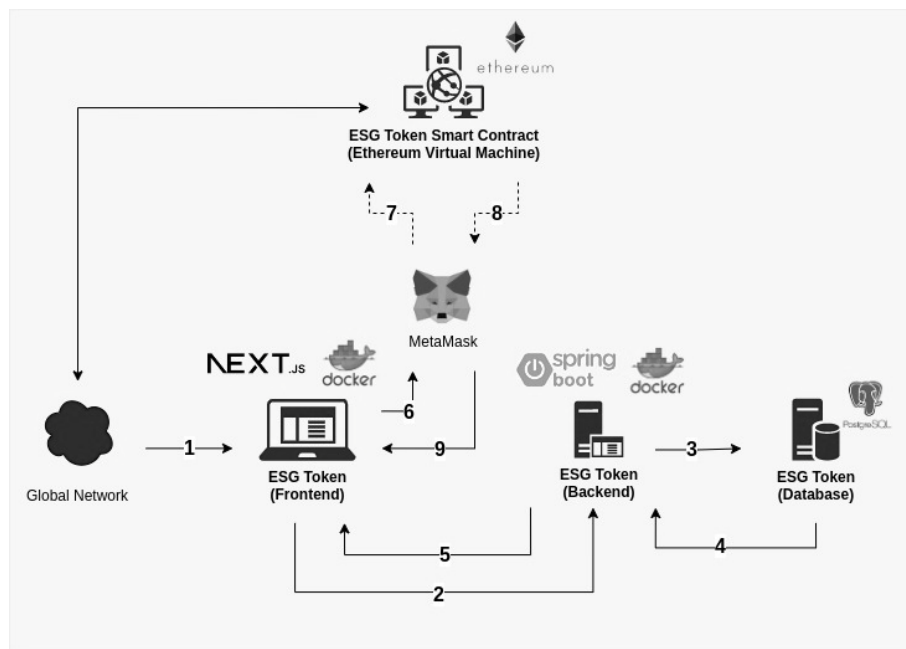 ethereum
ESG Token Smart Contract
(Ethereum Virtual Machine)
7
8
MetaMask
NEXT.JS
docker
spring
boot
docker
PostgreSQL
6
1
9
3
Global Network
ESG Token
(Frontend)
ESG Token
(Backend)
ESG Token
(Database)
5
4
2